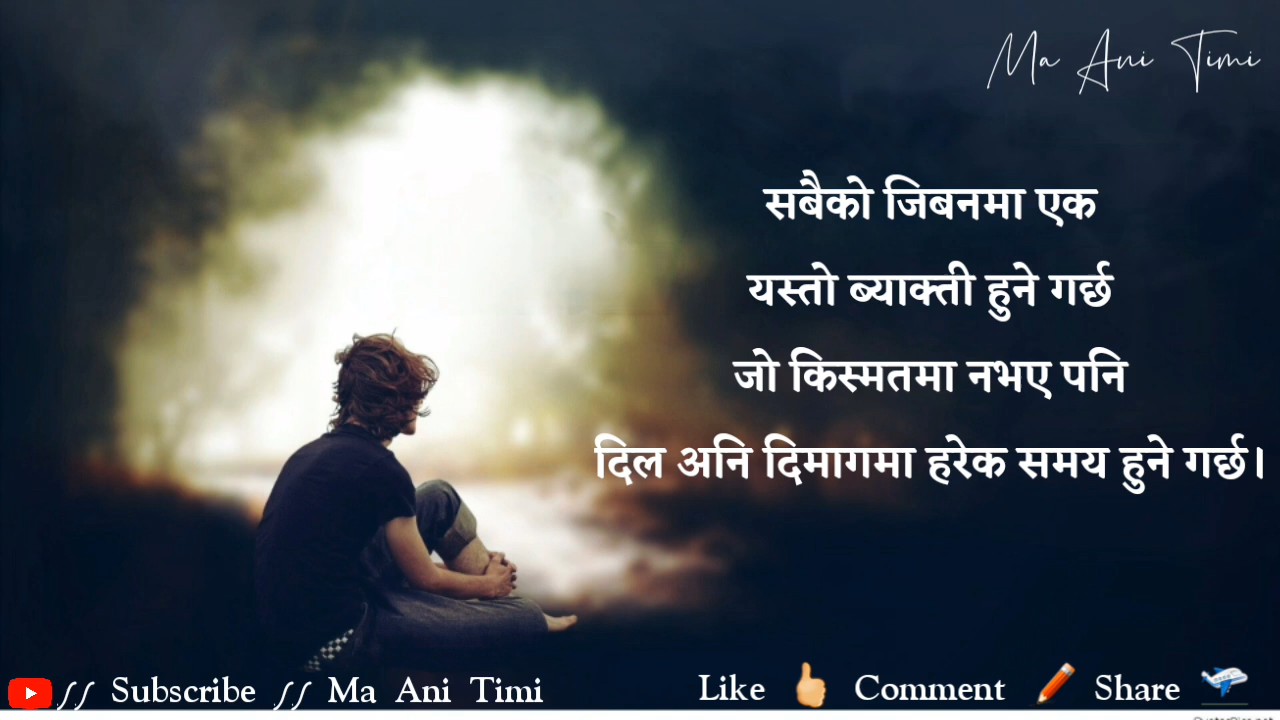 Ma Ani Timi
सबैको जिबनमा एक
यस्तो ब्याक्ती हुने गर्छ
जो किस्मतमा नभए पनि
दिल अनि दिमागमा हरेक समय हुने गर्छ।
// Subscribe // Ma Ani Timi
Like Comment Share